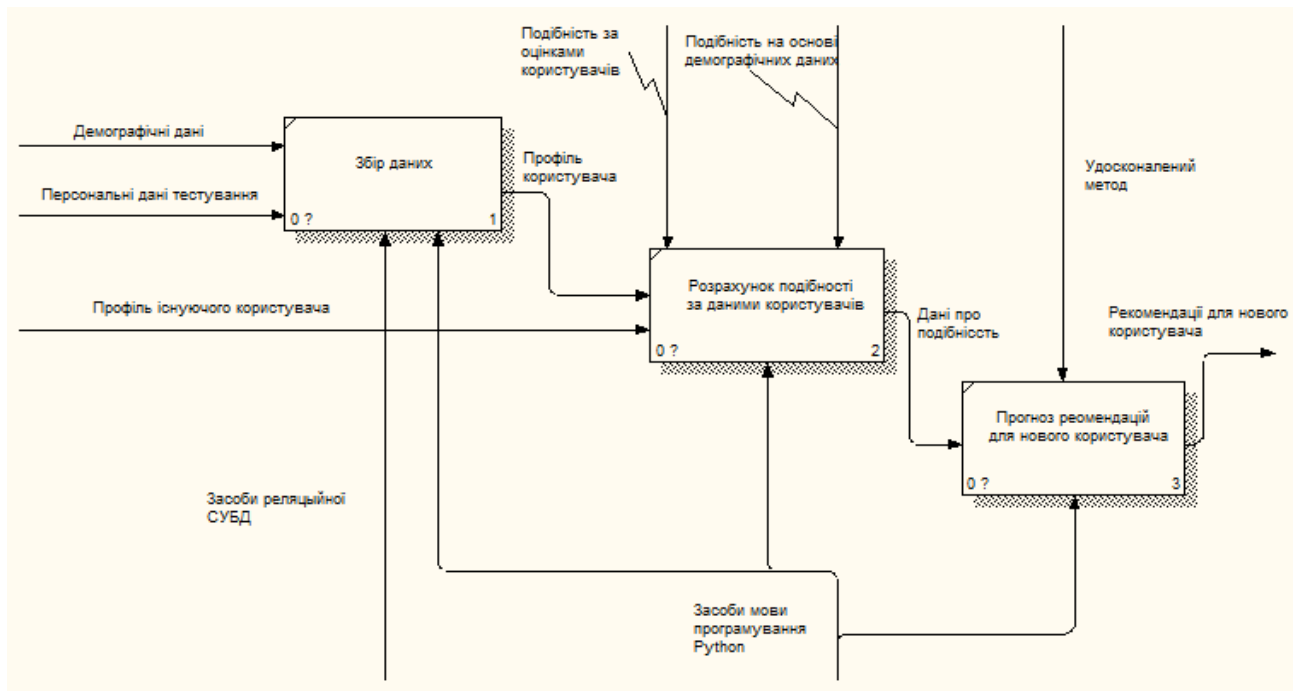 Подібність за
оцінками
користувачів
Подібність на основі
демографічних даних
Демографічні дані
Збір даних
Профіль
користувача
Удосконалений
метод
Персональні дані тестування
0 ?
1
Профіль існуючого користувача
Розрахунок подібності
за даними користувачів
0 ?
2
Дані про
подібність
Рекомендації для нового
користувача
Прогноз реомендацій
для нового користувача
0 ?
3
Засоби реляцыйної
СУБД
Засоби мови
програмування
Python